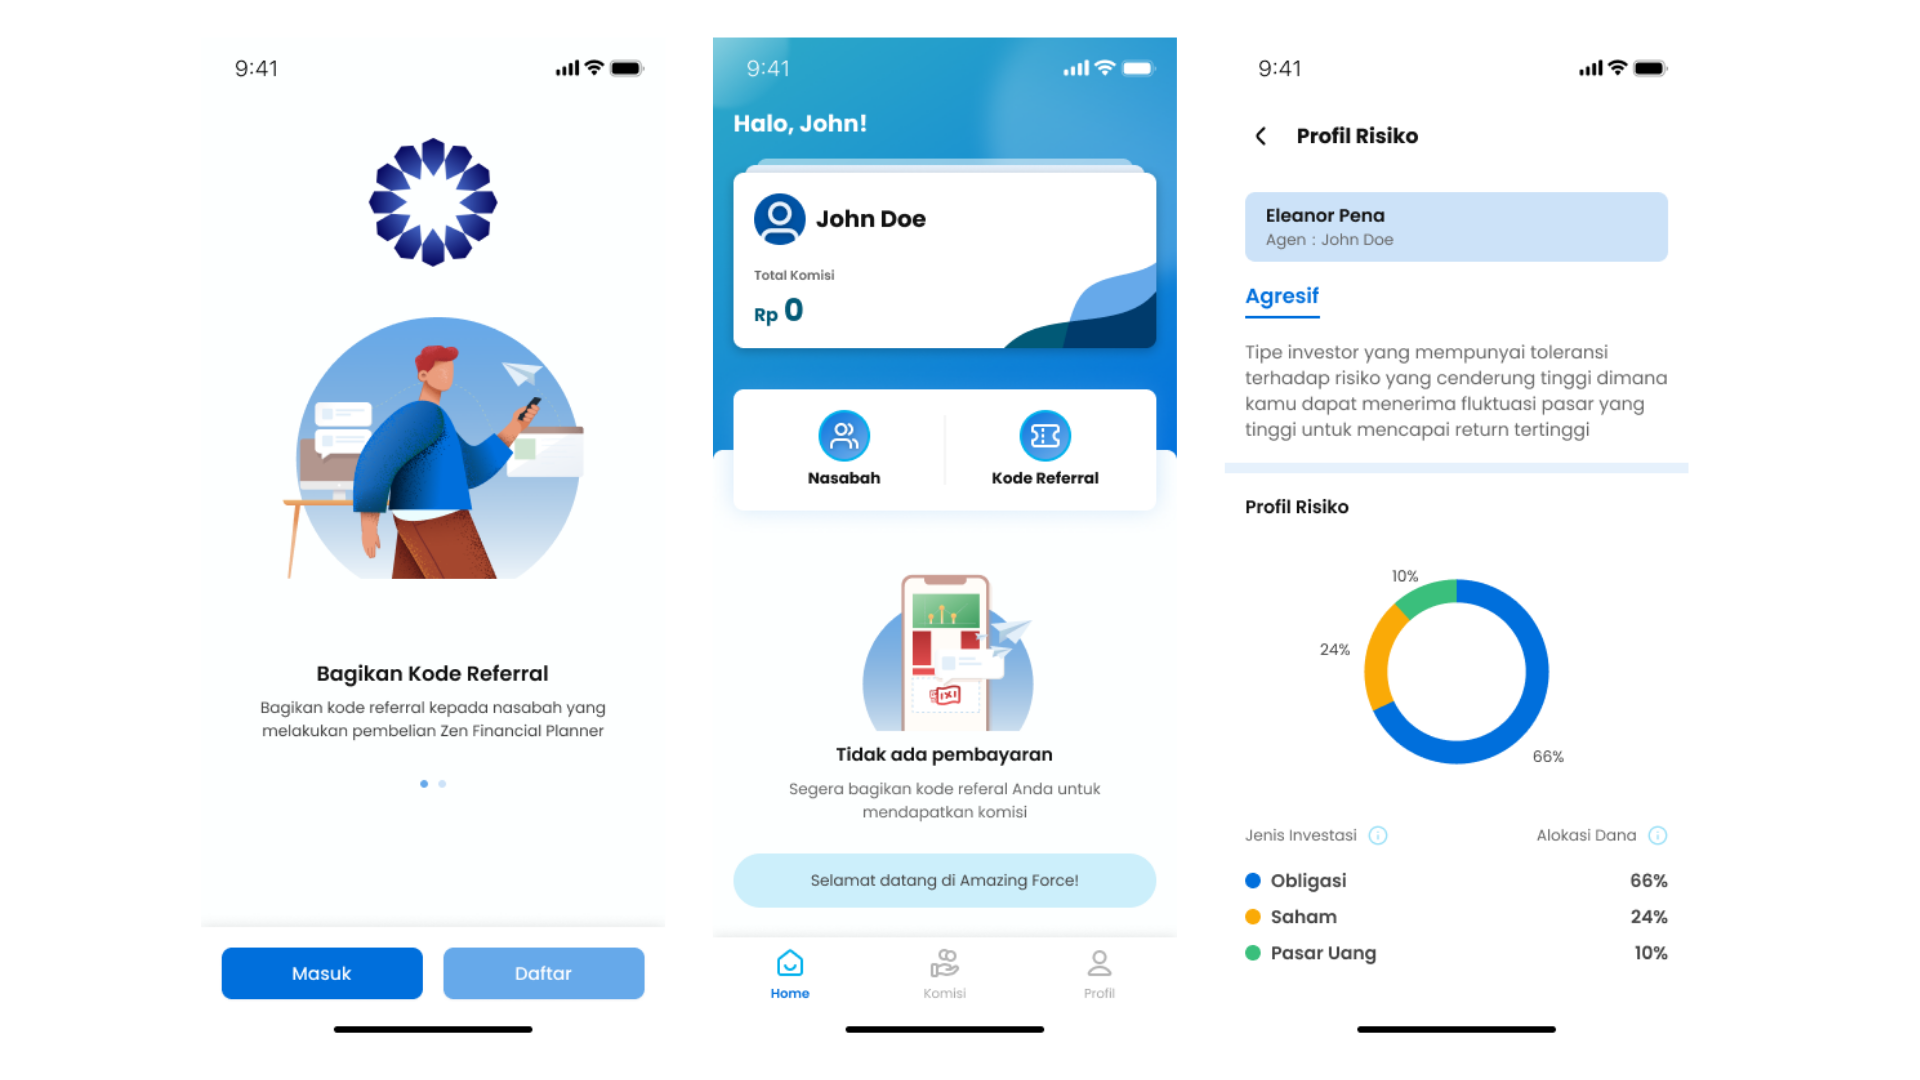 9:41
Bagikan Kode Referral
Bagikan kode referral kepada nasabah yang
melakukan pembelian Zen Financial Planner
Masuk
Daftar
9:41
Halo, John!
John Doe
Total Komisi
Rp 0
Nasabah
Kode Referral
Tidak ada pembayaran
Segera bagikan kode referal Anda untuk
mendapatkan komisi
Selamat datang di Amazing Force!
Home
Komisi
Profil
9:41
Profil Risiko
Eleanor Pena
Agen : John Doe
Agresif
Tipe investor yang mempunyai toleransi
terhadap risiko yang cenderung tinggi dimana
kamu dapat menerima fluktuasi pasar yang
tinggi untuk mencapai return tertinggi
Profil Risiko
10%
24%
66%
Jenis Investasi
Alokasi Dana
Obligasi 66%
Saham 24%
Pasar Uang 10%